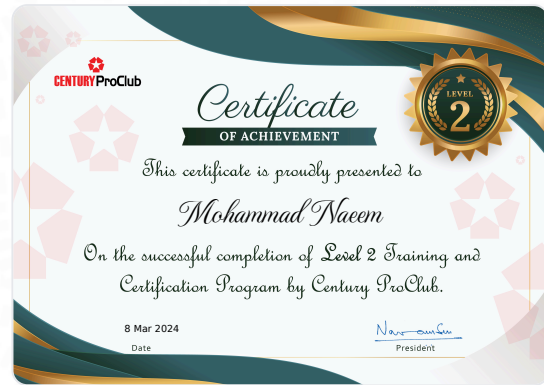 CENTURY ProClub
Certificate
OF ACHIEVEMENT
LEVEL
2
This certificate is proudly presented to
Mohammad Naeem
On the successful completion of Level 2 Training and
Certification Program by Century ProClub.
8 Mar 2024
Date
President